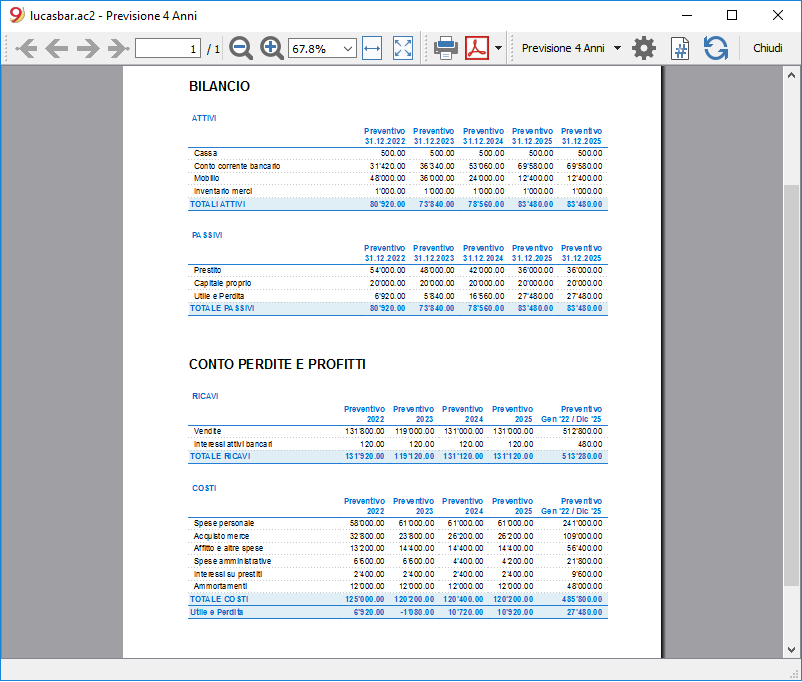 lucasbar.ac2 - Previsione 4 Anni
1 / 1 67.8% Previsione 4 Anni Chiudi
BILANCIO
ATTIVI
Preventivo Preventivo Preventivo Preventivo Preventivo
31.12.2022 31.12.2023 31.12.2024 31.12.2025 31.12.2025
Cassa 500.00 500.00 500.00 500.00 500.00
Conto corrente bancario 31'420.00 36'340.00 53'060.00 69'580.00 69'580.00
Mobilio 48'000.00 36'000.00 24'000.00 12'400.00 12'400.00
Inventario merci 1'000.00 1'000.00 1'000.00 1'000.00 1'000.00
TOTALI ATTIVI 80'920.00 73'840.00 78'560.00 83'480.00 83'480.00
PASSIVI
Preventivo Preventivo Preventivo Preventivo Preventivo
31.12.2022 31.12.2023 31.12.2024 31.12.2025 31.12.2025
Prestito 54'000.00 48'000.00 42'000.00 36'000.00 36'000.00
Capitale proprio 20'000.00 20'000.00 20'000.00 20'000.00 20'000.00
Utile e Perdita 6'920.00 5'840.00 16'560.00 27'480.00 27'480.00
TOTALE PASSIVI 80'920.00 73'840.00 78'560.00 83'480.00 83'480.00
CONTO PERDITE E PROFITTI
RICAVI
Preventivo Preventivo Preventivo Preventivo Preventivo
2022 2023 2024 2025 Gen '22 / Dic '25
Vendite 131'800.00 119'000.00 131'000.00 131'000.00 512'800.00
Interessi attivi bancari 120.00 120.00 120.00 120.00 480.00
TOTALE RICAVI 131'920.00 119'120.00 131'120.00 131'120.00 513'280.00
COSTI
Preventivo Preventivo Preventivo Preventivo Preventivo
2022 2023 2024 2025 Gen '22 / Dic '25
Spese personale 58'000.00 61'000.00 61'000.00 61'000.00 241'000.00
Acquisto merce 32'800.00 23'800.00 26'200.00 26'200.00 109'000.00
Affitto e altre spese 13'200.00 14'400.00 14'400.00 14'400.00 56'400.00
Spese amministrative 6'600.00 6'600.00 4'400.00 4'200.00 21'800.00
Interessi su prestiti 2'400.00 2'400.00 2'400.00 2'400.00 9'600.00
Ammortamenti 12'000.00 12'000.00 12'000.00 12'000.00 48'000.00
TOTALE COSTI 125'000.00 120'200.00 120'400.00 120'200.00 485'800.00
Utile e Perdita 6'920.00 -1'080.00 10'720.00 10'920.00 27'480.00